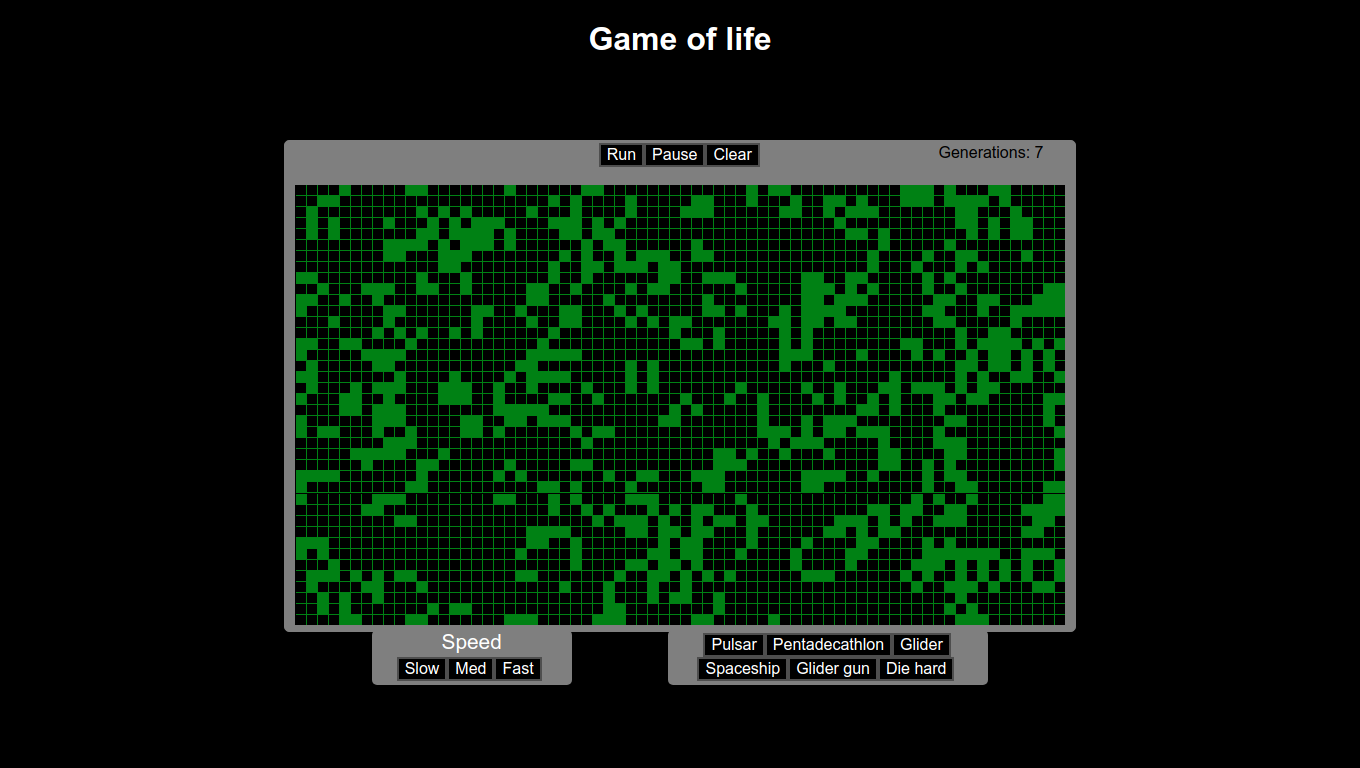 Game of life
Run Pause Clear Generations: 7
Speed
Slow Med Fast
Pulsar Pentadecathlon Glider
Spaceship Glider gun Die hard